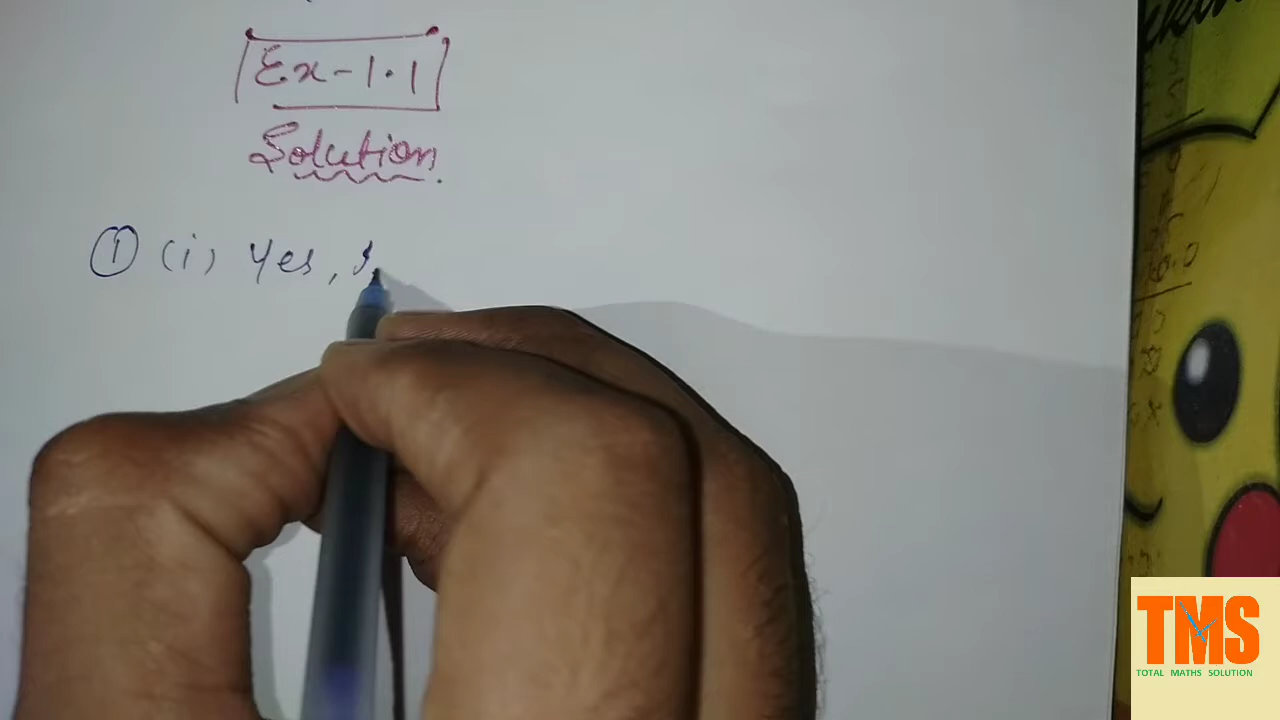 Ex-1.1
Solution.
① (i) Yes,
TMS
TOTAL MATHS SOLUTION